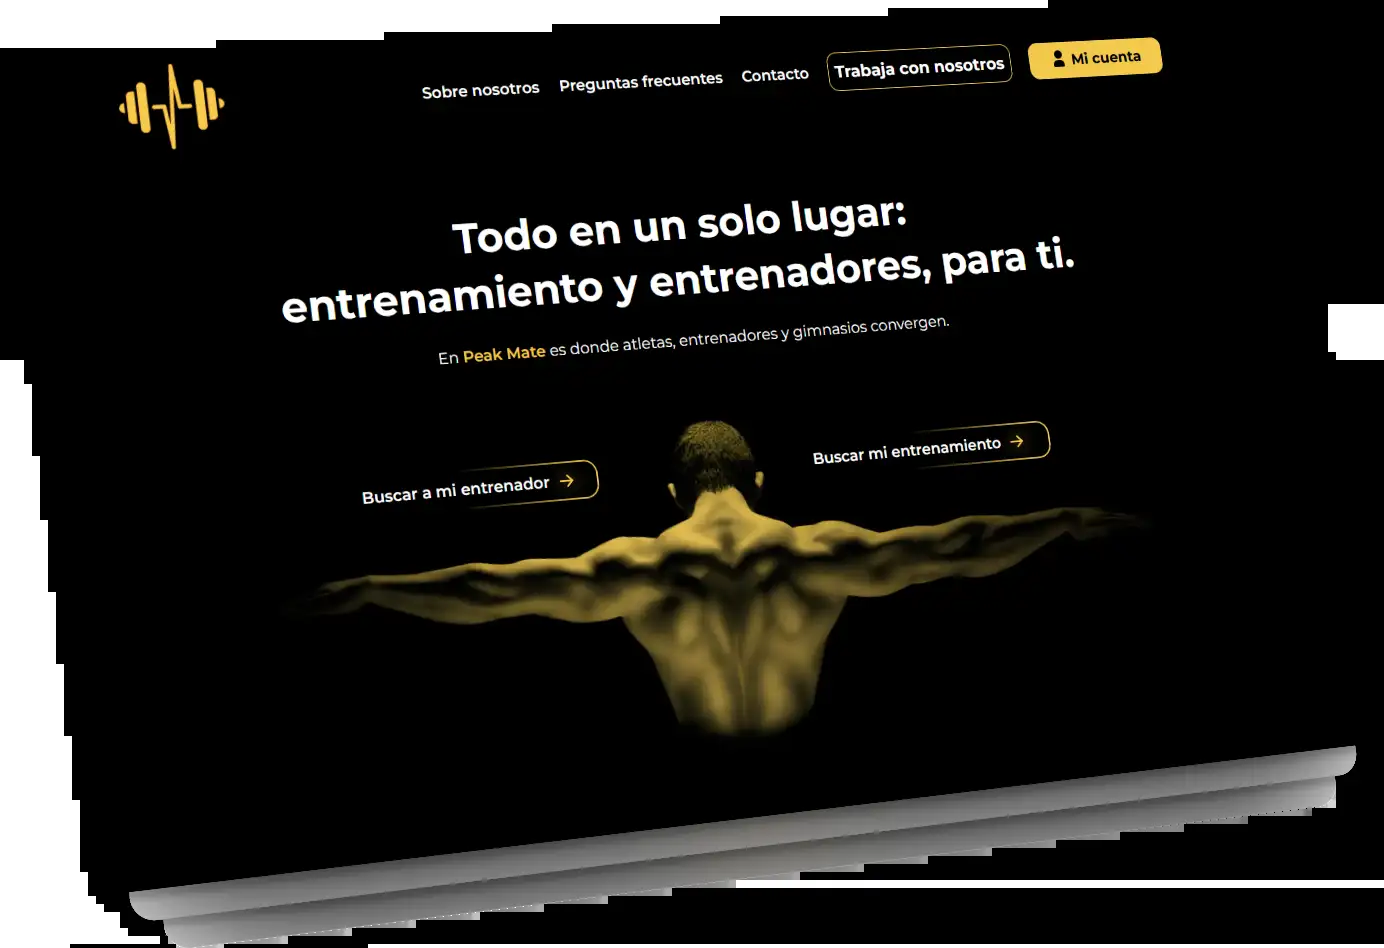 Sobre nosotros
Preguntas frecuentes
Contacto
Trabaja con nosotros
Mi cuenta
Todo en un solo lugar:
entrenamiento y entrenadores, para ti.
En Peak Mate es donde atletas, entrenadores y gimnasios convergen.
Buscar a mi entrenador →
Buscar mi entrenamiento →